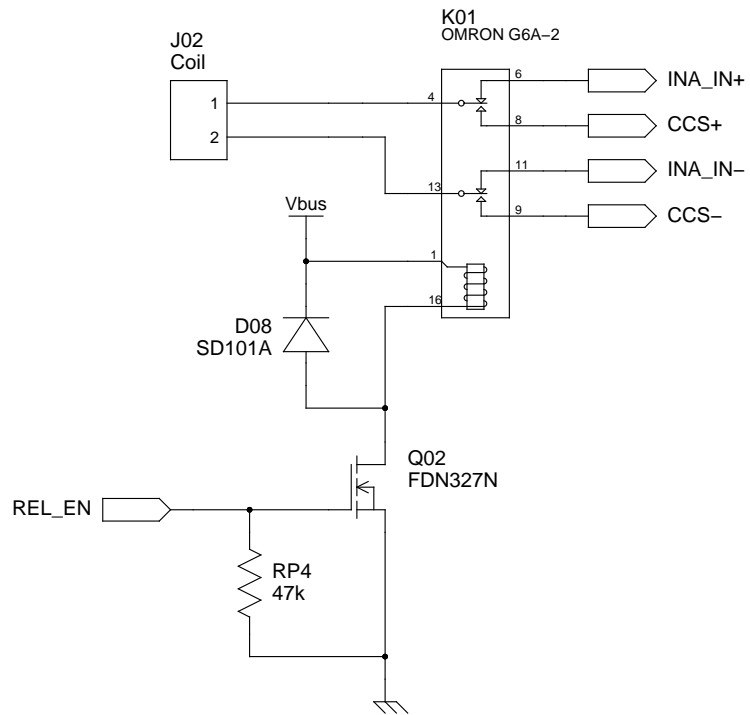 K01
OMRON G6A−2
J02
Coil
1
2
4
6
INA_IN+
8
CCS+
11
INA_IN−
13
9
CCS−
Vbus
1
16
D08
SD101A
Q02
FDN327N
REL_EN
RP4
47k